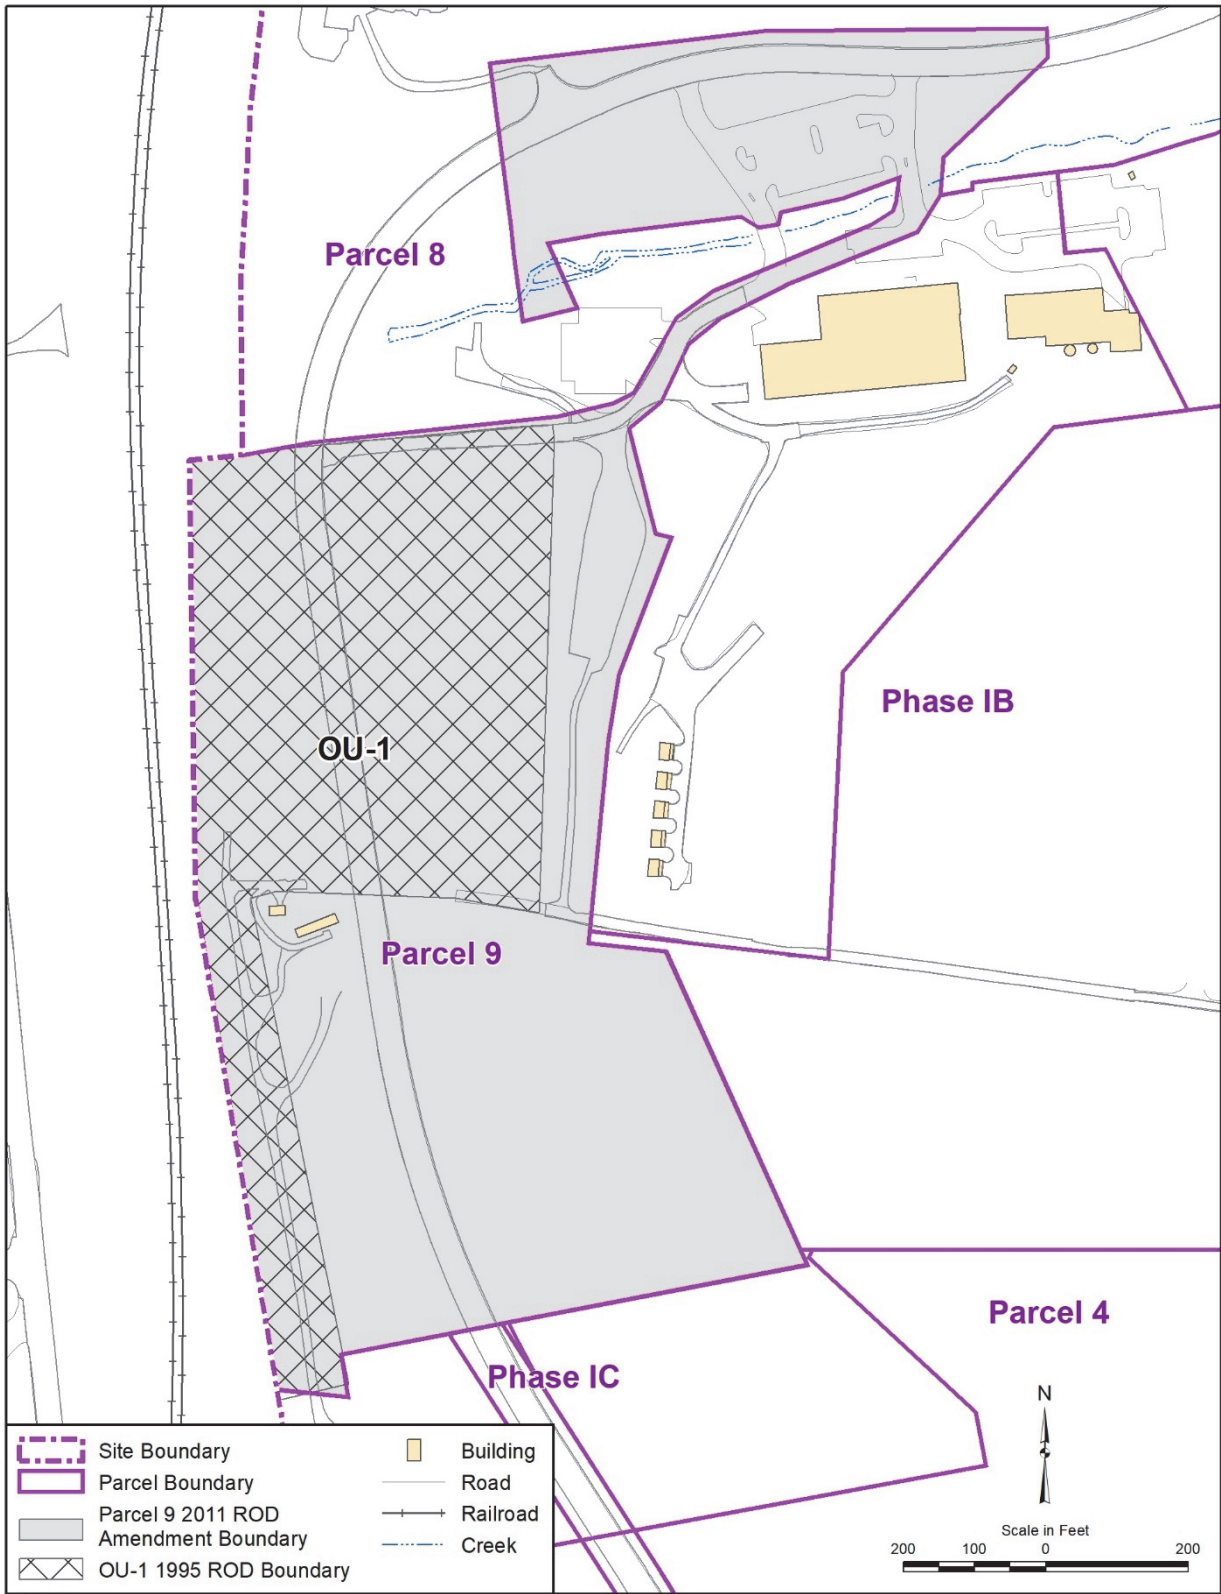 Parcel 8
Phase IB
OU-1
Parcel 9
Parcel 4
Phase IC
N
Site Boundary
Parcel Boundary
Parcel 9 2011 ROD
Amendment Boundary
OU-1 1995 ROD Boundary
Building
Road
Railroad
Creek
Scale in Feet
200 100 0 200